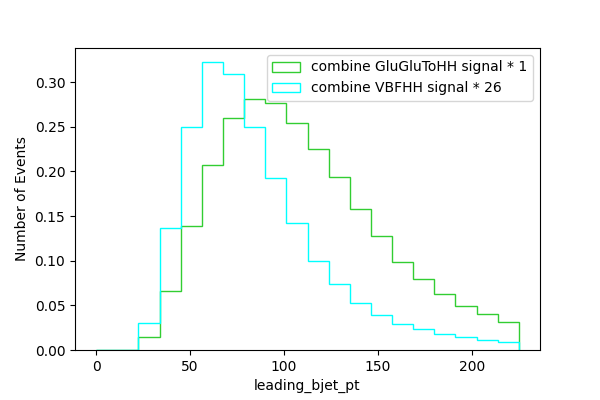 combine GluGluToHH signal * 1
combine VBFHH signal * 26
Number of Events
0.30
0.25
0.20
0.15
0.10
0.05
0.00
0 50 100 150 200
leading_bjet_pt